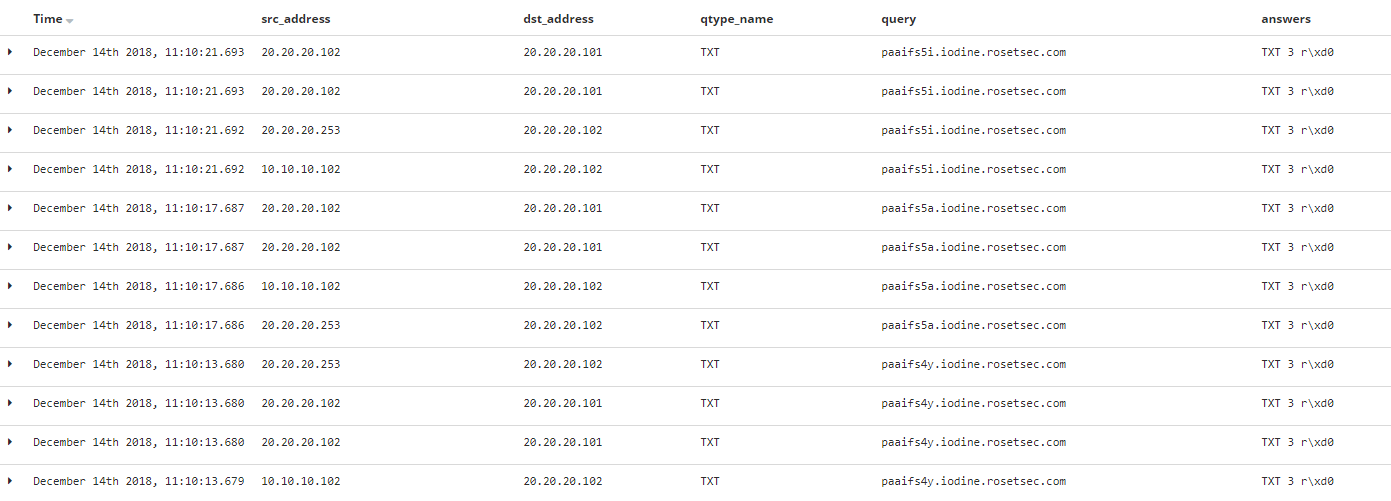 Time src_address dst_address qtype_name query answers
December 14th 2018, 11:10:21.693 20.20.20.102 20.20.20.101 TXT paaifs5i.iodine.rosetsec.com TXT 3 r\xd0
December 14th 2018, 11:10:21.693 20.20.20.102 20.20.20.101 TXT paaifs5i.iodine.rosetsec.com TXT 3 r\xd0
December 14th 2018, 11:10:21.692 20.20.20.253 20.20.20.102 TXT paaifs5i.iodine.rosetsec.com TXT 3 r\xd0
December 14th 2018, 11:10:21.692 10.10.10.102 20.20.20.102 TXT paaifs5i.iodine.rosetsec.com TXT 3 r\xd0
December 14th 2018, 11:10:17.687 20.20.20.102 20.20.20.101 TXT paaifs5a.iodine.rosetsec.com TXT 3 r\xd0
December 14th 2018, 11:10:17.687 20.20.20.102 20.20.20.101 TXT paaifs5a.iodine.rosetsec.com TXT 3 r\xd0
December 14th 2018, 11:10:17.686 10.10.10.102 20.20.20.102 TXT paaifs5a.iodine.rosetsec.com TXT 3 r\xd0
December 14th 2018, 11:10:17.686 20.20.20.253 20.20.20.102 TXT paaifs5a.iodine.rosetsec.com TXT 3 r\xd0
December 14th 2018, 11:10:13.680 20.20.20.253 20.20.20.102 TXT paaifs4y.iodine.rosetsec.com TXT 3 r\xd0
December 14th 2018, 11:10:13.680 20.20.20.102 20.20.20.101 TXT paaifs4y.iodine.rosetsec.com TXT 3 r\xd0
December 14th 2018, 11:10:13.680 20.20.20.102 20.20.20.101 TXT paaifs4y.iodine.rosetsec.com TXT 3 r\xd0
December 14th 2018, 11:10:13.679 10.10.10.102 20.20.20.102 TXT paaifs4y.iodine.rosetsec.com TXT 3 r\xd0